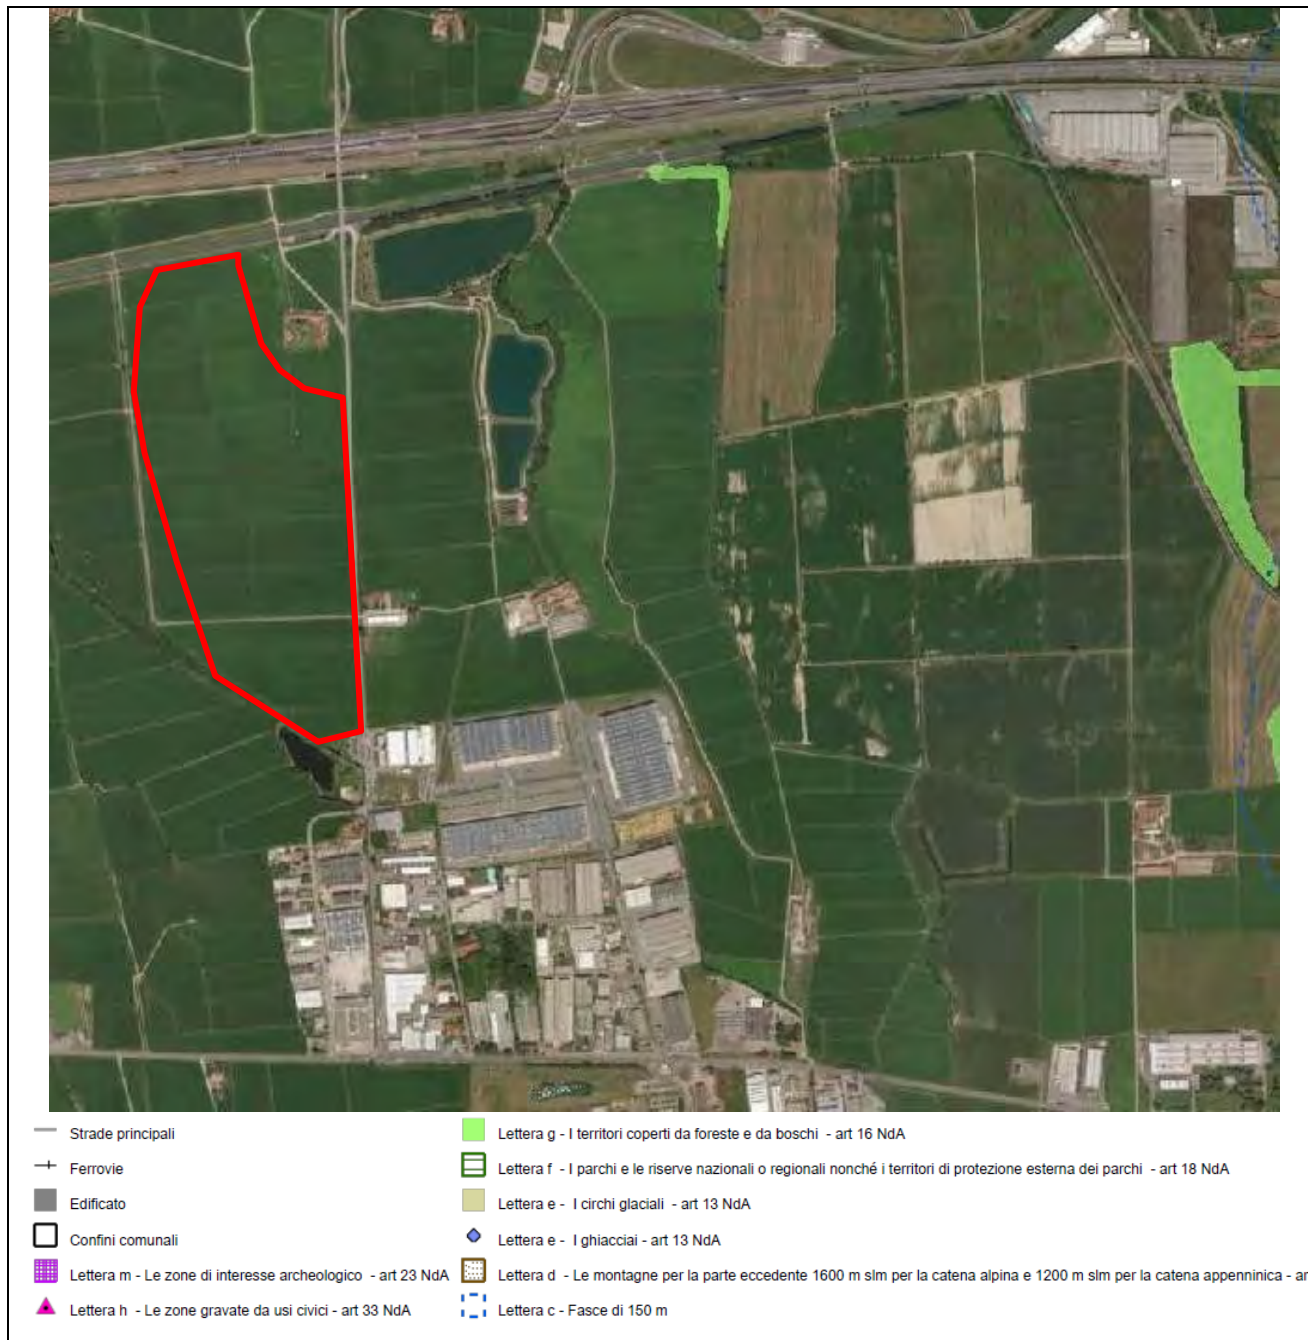 Strade principali
Ferrovie
Edificato
Confini comunali
Lettera m - Le zone di interesse archeologico - art 23 NdA
Lettera h - Le zone gravate da usi civici - art 33 NdA
Lettera g - I territori coperti da foreste e da boschi - art 16 NdA
Lettera f - I parchi e le riserve nazionali o regionali nonché i territori di protezione esterna dei parchi - art 18 NdA
Lettera e - I circhi glaciali - art 13 NdA
Lettera e - I ghiacciai - art 13 NdA
Lettera d - Le montagne per la parte eccedente 1600 m slm per la catena alpina e 1200 m slm per la catena appenninica - ar
Lettera c - Fasce di 150 m